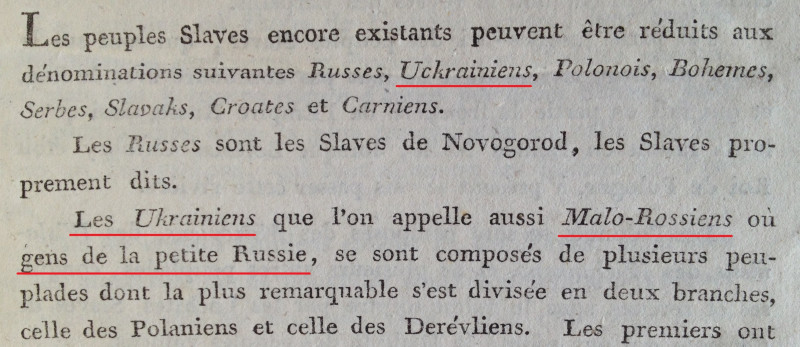 Les peuples Slaves encore existants peuvent être réduits aux
dénominations suivantes Russes, Uckrainiens, Polonois, Bohemes,
Serbes, Slavaks, Croates et Carniens.
Les Russes sont les Slaves de Novogorod, les Slaves pro-
prement dits.
Les Ukrainiens que l'on appelle aussi Malo-Rossiens où
gens de la petite Russie, se sont composés de plusieurs peu-
plades dont la plus remarquable s'est divisée en deux branches,
celle des Polaniens et celle des Derévliens. Les premiers ont